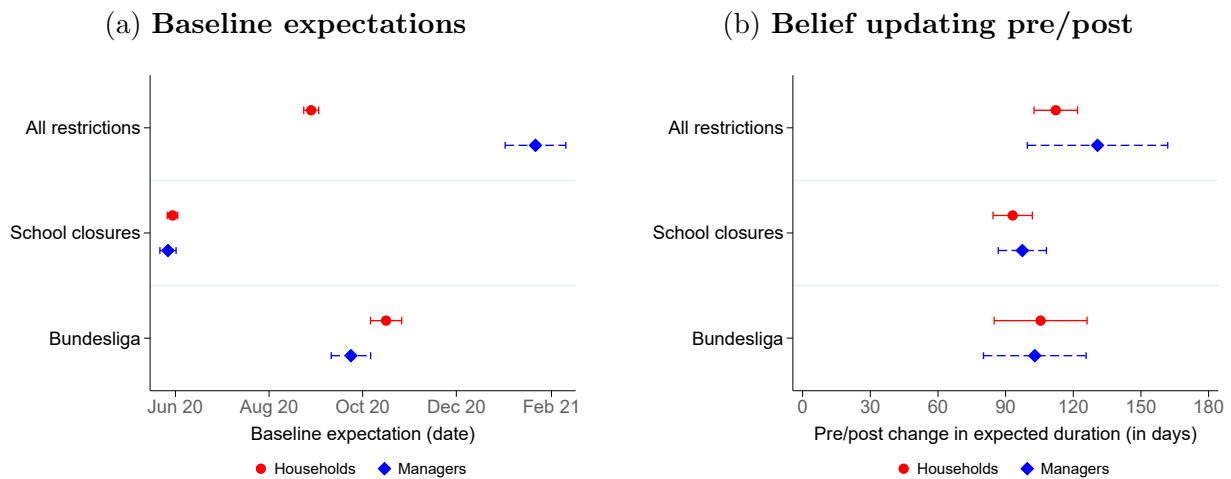 (a) Baseline expectations
All restrictions
School closures
Bundesliga
Jun 20 Aug 20 Oct 20 Dec 20 Feb 21
Baseline expectation (date)
Households Managers
(b) Belief updating pre/post
All restrictions
School closures
Bundesliga
0 30 60 90 120 150 180
Pre/post change in expected duration (in days)
Households Managers